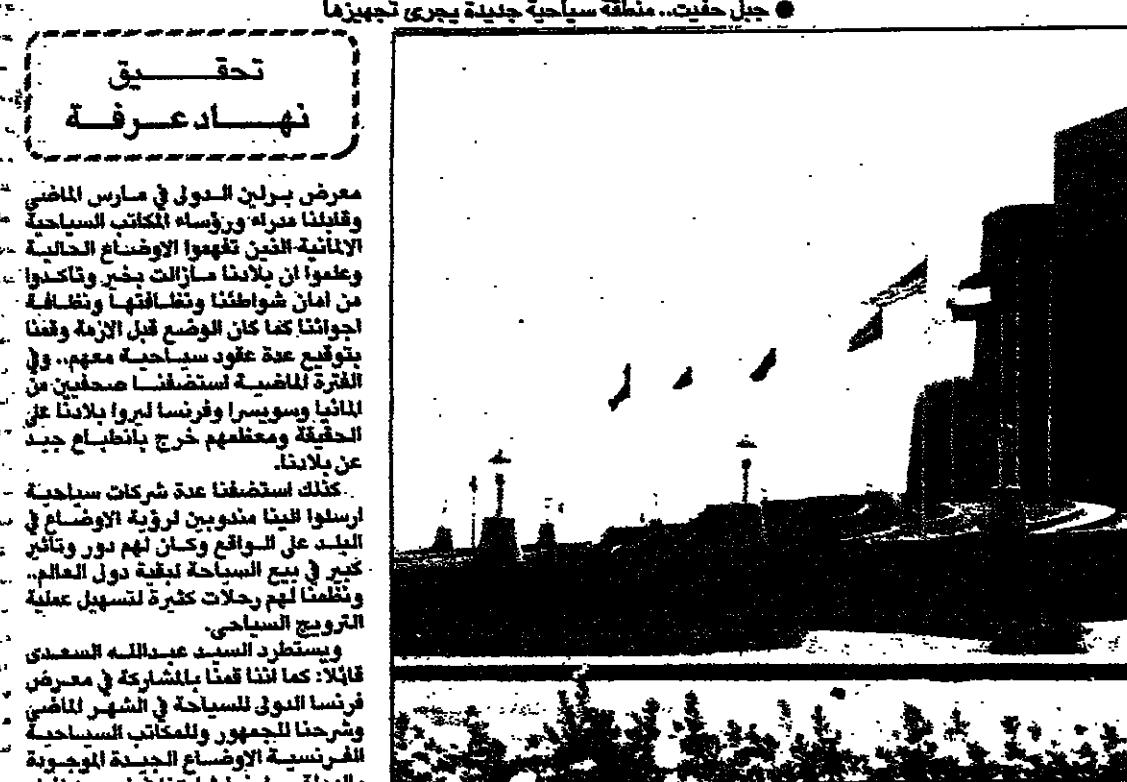 ● جبل حفيت.. منطقة سياحية جديدة يجرى تجهيزها
تحقيق
نهاد عرفة
معرض برلين الدولى في مارس الماضي
وقابلنا مدراء ورؤساء المكاتب السياحية
الالمانية الذين تفهموا الاوضاع الحالية
وعلموا ان بلادنا مازالت بخير وتاكدوا
من امان شواطئنا ونظافتها ونظافة
اجوائنا كما كان الوضع قبل الازمة وقمنا
بتوقيع عدة عقود سياحية معهم.. وفي
الفترة الماضية استضفنا صحفيين من
المانيا وسويسرا وفرنسا ليروا بلادنا على
الحقيقة ومعظمهم خرج بانطباع جيد
عن بلادنا.
كذلك استضفنا عدة شركات سياحية
ارسلوا الينا مندوبين لرؤية الاوضاع في
البلد على الواقع وكان لهم دور وتأثير
كبير في بيع السياحة لبقية دول العالم..
ونظمنا لهم رحلات كثيرة لتسهيل عملية
الترويج السياحى.
ويستطرد السيد عبدالله السعدى
قائلا: كما اننا قمنا بالمشاركة في معرض
فرنسا الدولى للسياحة في الشهر الماضي
وشرحنا للجمهور وللمكاتب السياحية
الفرنسية الاوضاع الجيدة الموجودة